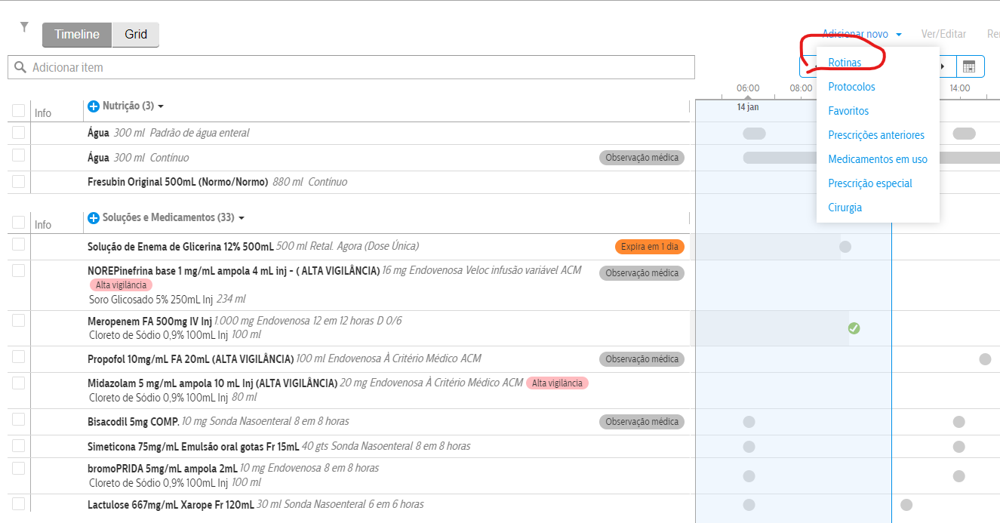 Timeline Grid Adicionar novo Ver/Editar
Adicionar item
Rotinas
Protocolos
Favoritos
Prescrições anteriores
Medicamentos em uso
Prescrição especial
Cirurgia
06:00 08:00 14:00
14 jan
Info Nutrição (3)
Água 300 ml Padrão de água enteral
Água 300 ml Contínuo Observação médica
Fresubin Original 500mL (Normo/Normo) 880 ml Contínuo
Info Soluções e Medicamentos (33)
Solução de Enema de Glicerina 12% 500mL 500 ml Retal. Agora (Dose Única) Expira em 1 dia
NOREPinefrina base 1 mg/mL ampola 4 mL inj - ( ALTA VIGILÂNCIA) 16 mg Endovenosa Veloc infusão variável ACM Observação médica
Alta vigilância
Soro Glicosado 5% 250mL Inj 234 ml
Meropenem FA 500mg IV Inj 1.000 mg Endovenosa 12 em 12 horas D 0/6
Cloreto de Sódio 0,9% 100mL Inj 100 ml
Propofol 10mg/mL FA 20mL (ALTA VIGILÂNCIA) 100 ml Endovenosa À Critério Médico ACM Observação médica
Midazolam 5 mg/mL ampola 10 mL Inj (ALTA VIGILÂNCIA) 20 mg Endovenosa À Critério Médico ACM Alta vigilância
Cloreto de Sódio 0,9% 100mL Inj 80 ml
Bisacodil 5mg COMP. 10 mg Sonda Nasoenteral 8 em 8 horas Observação médica
Simeticona 75mg/mL Emulsão oral gotas Fr 15mL 40 gts Sonda Nasoenteral 8 em 8 horas
bromoPRIDA 5mg/mL ampola 2mL 10 mg Endovenosa 8 em 8 horas
Cloreto de Sódio 0,9% 100mL Inj 100 ml
Lactulose 667mg/mL Xarope Fr 120mL 30 ml Sonda Nasoenteral 6 em 6 horas